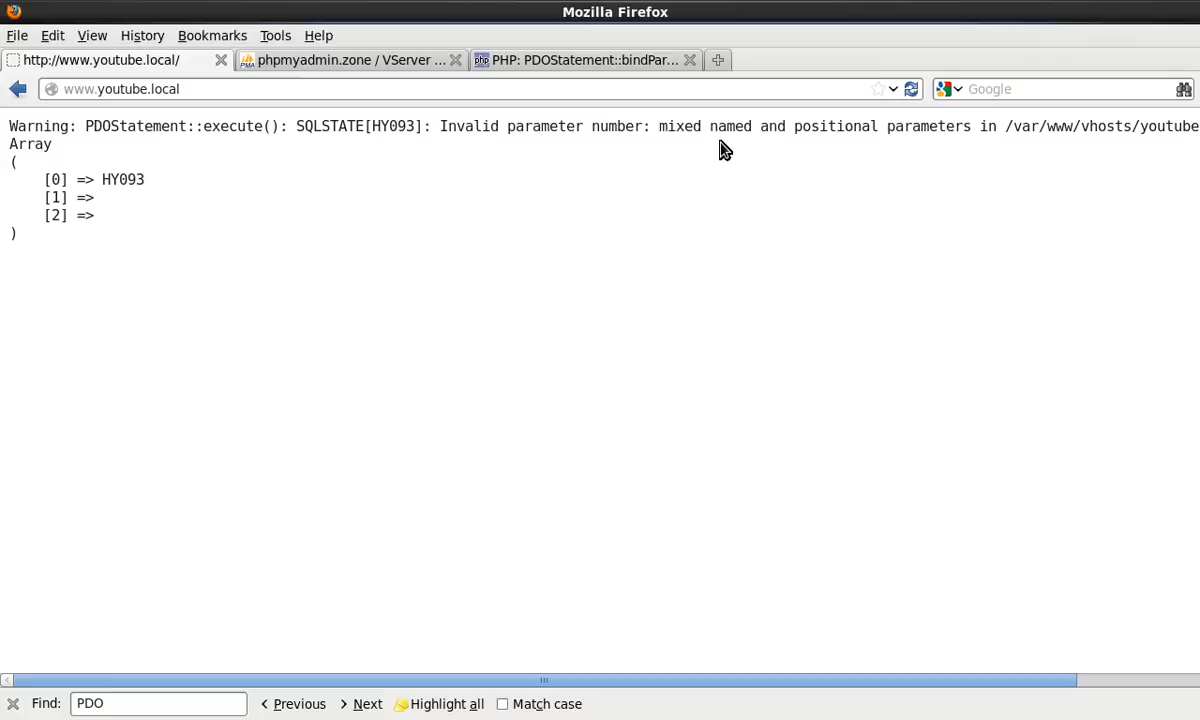 Mozilla Firefox
File Edit View History Bookmarks Tools Help
http://www.youtube.local/ phpmyadmin.zone / VServer ... php PHP: PDOStatement::bindPar...
www.youtube.local Google
Warning: PDOStatement::execute(): SQLSTATE[HY093]: Invalid parameter number: mixed named and positional parameters in /var/www/vhosts/youtube
Array
(
[0] => HY093
[1] =>
[2] =>
)
Find: PDO Previous Next Highlight all Match case